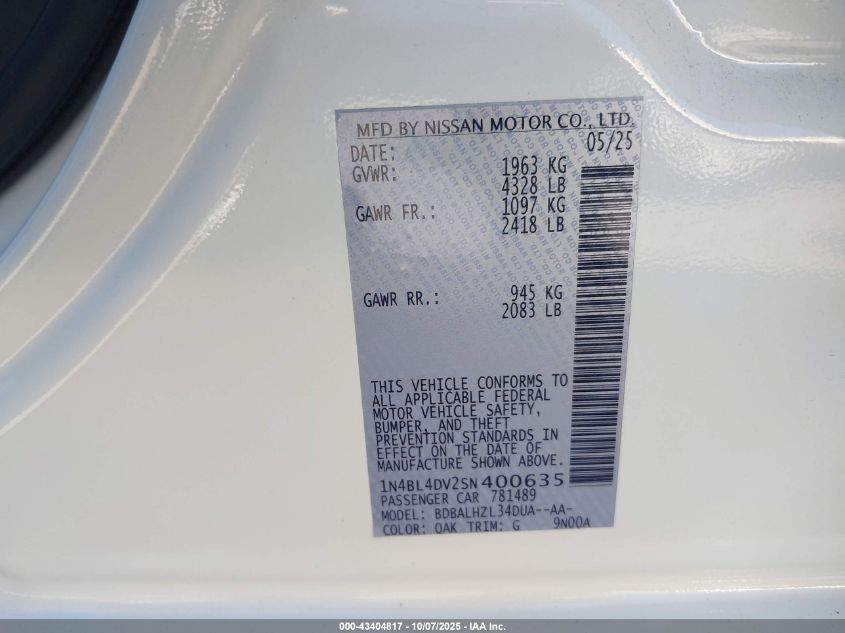 MFD BY NISSAN MOTOR CO., LTD.
DATE: 05/25
GVWR: 1963 KG
4328 LB
GAWR FR.: 1097 KG
2418 LB
GAWR RR.: 945 KG
2083 LB
THIS VEHICLE CONFORMS TO
ALL APPLICABLE FEDERAL
MOTOR VEHICLE SAFETY,
BUMPER, AND THEFT
PREVENTION STANDARDS IN
EFFECT ON THE DATE OF
MANUFACTURE SHOWN ABOVE.
1N4BL4DV2SN400635
PASSENGER CAR 781489
MODEL: BDBALHZL34DUA--AA-
COLOR: QAK TRIM: G 9N00A
000-43404817 - 10/07/2025 - IAA Inc.